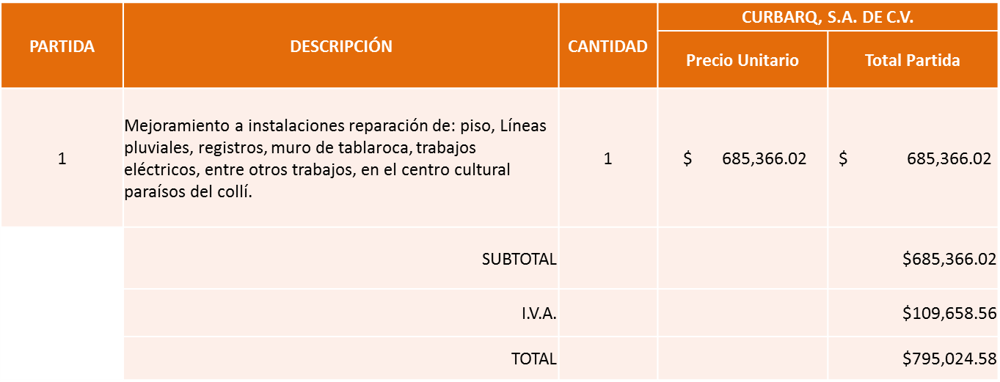 PARTIDA
DESCRIPCIÓN
CANTIDAD
CURBARQ, S.A. DE C.V.
Precio Unitario
Total Partida
1
Mejoramiento a instalaciones reparación de: piso, Líneas
pluviales, registros, muro de tablaroca, trabajos
eléctricos, entre otros trabajos, en el centro cultural
paraísos del collí.
1
$ 685,366.02
$ 685,366.02
SUBTOTAL
$685,366.02
I.V.A.
$109,658.56
TOTAL
$795,024.58